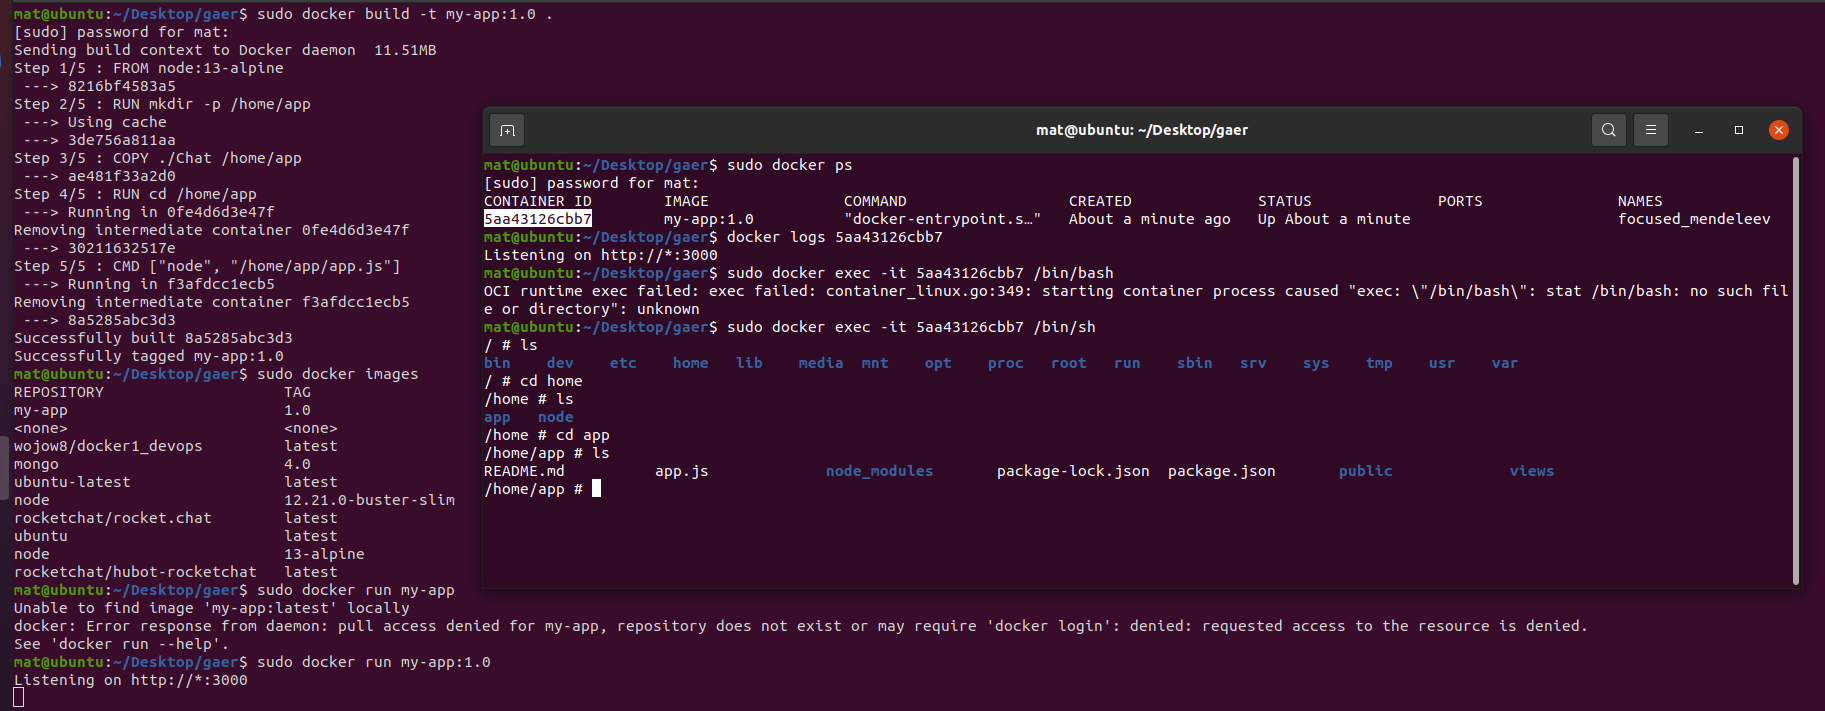 mat@ubuntu:~/Desktop/gaer$ sudo docker build -t my-app:1.0 .
[sudo] password for mat:
Sending build context to Docker daemon  11.51MB
Step 1/5 : FROM node:13-alpine
 ---> 8216bf4583a5
Step 2/5 : RUN mkdir -p /home/app
 ---> Using cache
 ---> 3de756a811aa
Step 3/5 : COPY ./Chat /home/app
 ---> ae481f33a2d0
Step 4/5 : RUN cd /home/app
 ---> Running in 0fe4d6d3e47f
Removing intermediate container 0fe4d6d3e47f
 ---> 30211632517e
Step 5/5 : CMD ["node", "/home/app/app.js"]
 ---> Running in f3afdcc1ecb5
Removing intermediate container f3afdcc1ecb5
 ---> 8a5285abc3d3
Successfully built 8a5285abc3d3
Successfully tagged my-app:1.0
mat@ubuntu:~/Desktop/gaer$ sudo docker images
REPOSITORY                    TAG
my-app                        1.0
<none>                        <none>
wojow8/docker1_devops         latest
mongo                         4.0
ubuntu-latest                 latest
node                          12.21.0-buster-slim
rocketchat/rocket.chat        latest
ubuntu                        latest
node                          13-alpine
rocketchat/hubot-rocketchat   latest
mat@ubuntu:~/Desktop/gaer$ sudo docker run my-app
Unable to find image 'my-app:latest' locally
docker: Error response from daemon: pull access denied for my-app, repository does not exist or may require 'docker login': denied: requested access to the resource is denied.
See 'docker run --help'.
mat@ubuntu:~/Desktop/gaer$ sudo docker run my-app:1.0
Listening on http://*:3000
mat@ubuntu: ~/Desktop/gaer
mat@ubuntu:~/Desktop/gaer$ sudo docker ps
[sudo] password for mat:
CONTAINER ID        IMAGE               COMMAND                  CREATED              STATUS              PORTS               NAMES
5aa43126cbb7        my-app:1.0          "docker-entrypoint.s…"   About a minute ago   Up About a minute                       focused_mendeleev
mat@ubuntu:~/Desktop/gaer$ docker logs 5aa43126cbb7
Listening on http://*:3000
mat@ubuntu:~/Desktop/gaer$ sudo docker exec -it 5aa43126cbb7 /bin/bash
OCI runtime exec failed: exec failed: container_linux.go:349: starting container process caused "exec: \"/bin/bash\": stat /bin/bash: no such fil
e or directory": unknown
mat@ubuntu:~/Desktop/gaer$ sudo docker exec -it 5aa43126cbb7 /bin/sh
/ # ls
bin    dev    etc    home   lib    media  mnt    opt    proc   root   run    sbin   srv    sys    tmp    usr    var
/ # cd home
/home # ls
app   node
/home # cd app
/home/app # ls
README.md          app.js             node_modules       package-lock.json  package.json       public             views
/home/app #